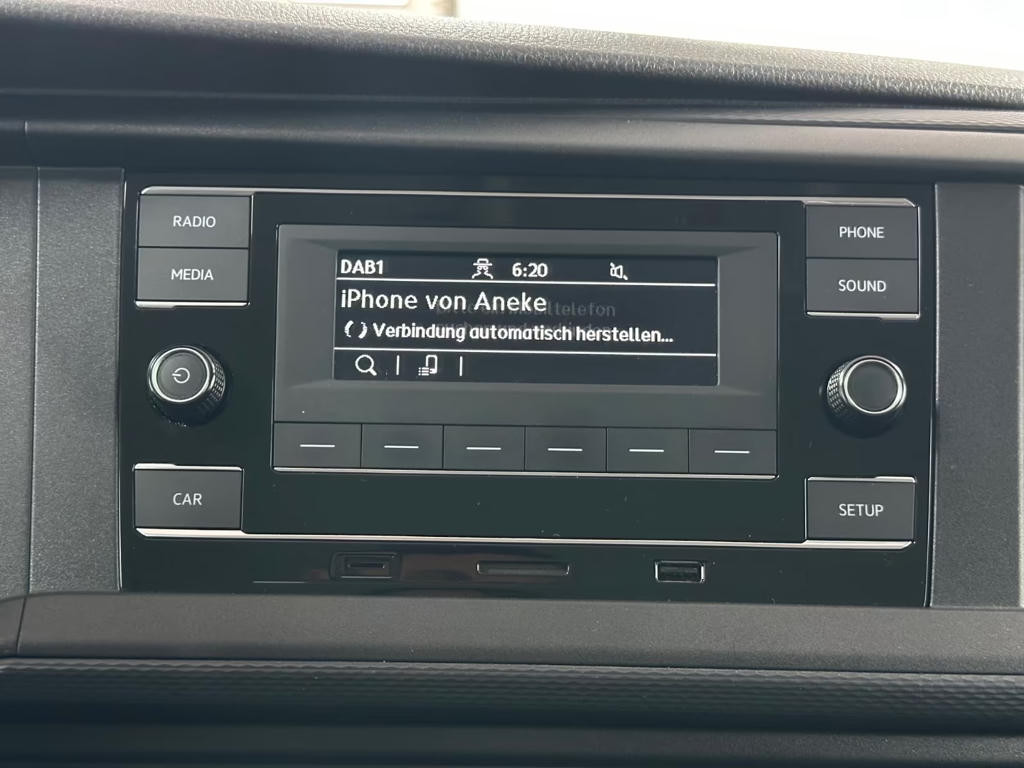 RADIO
MEDIA
CAR
DAB1 6:20
iPhone von Aneke
Verbindung automatisch herstellen...
PHONE
SOUND
SETUP